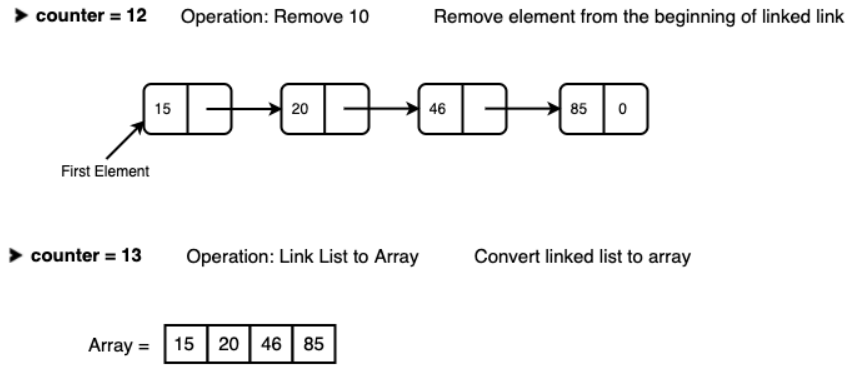 counter = 12 Operation: Remove 10 Remove element from the beginning of linked link
15 20 46 85 0
First Element
counter = 13 Operation: Link List to Array Convert linked list to array
Array = 15 20 46 85